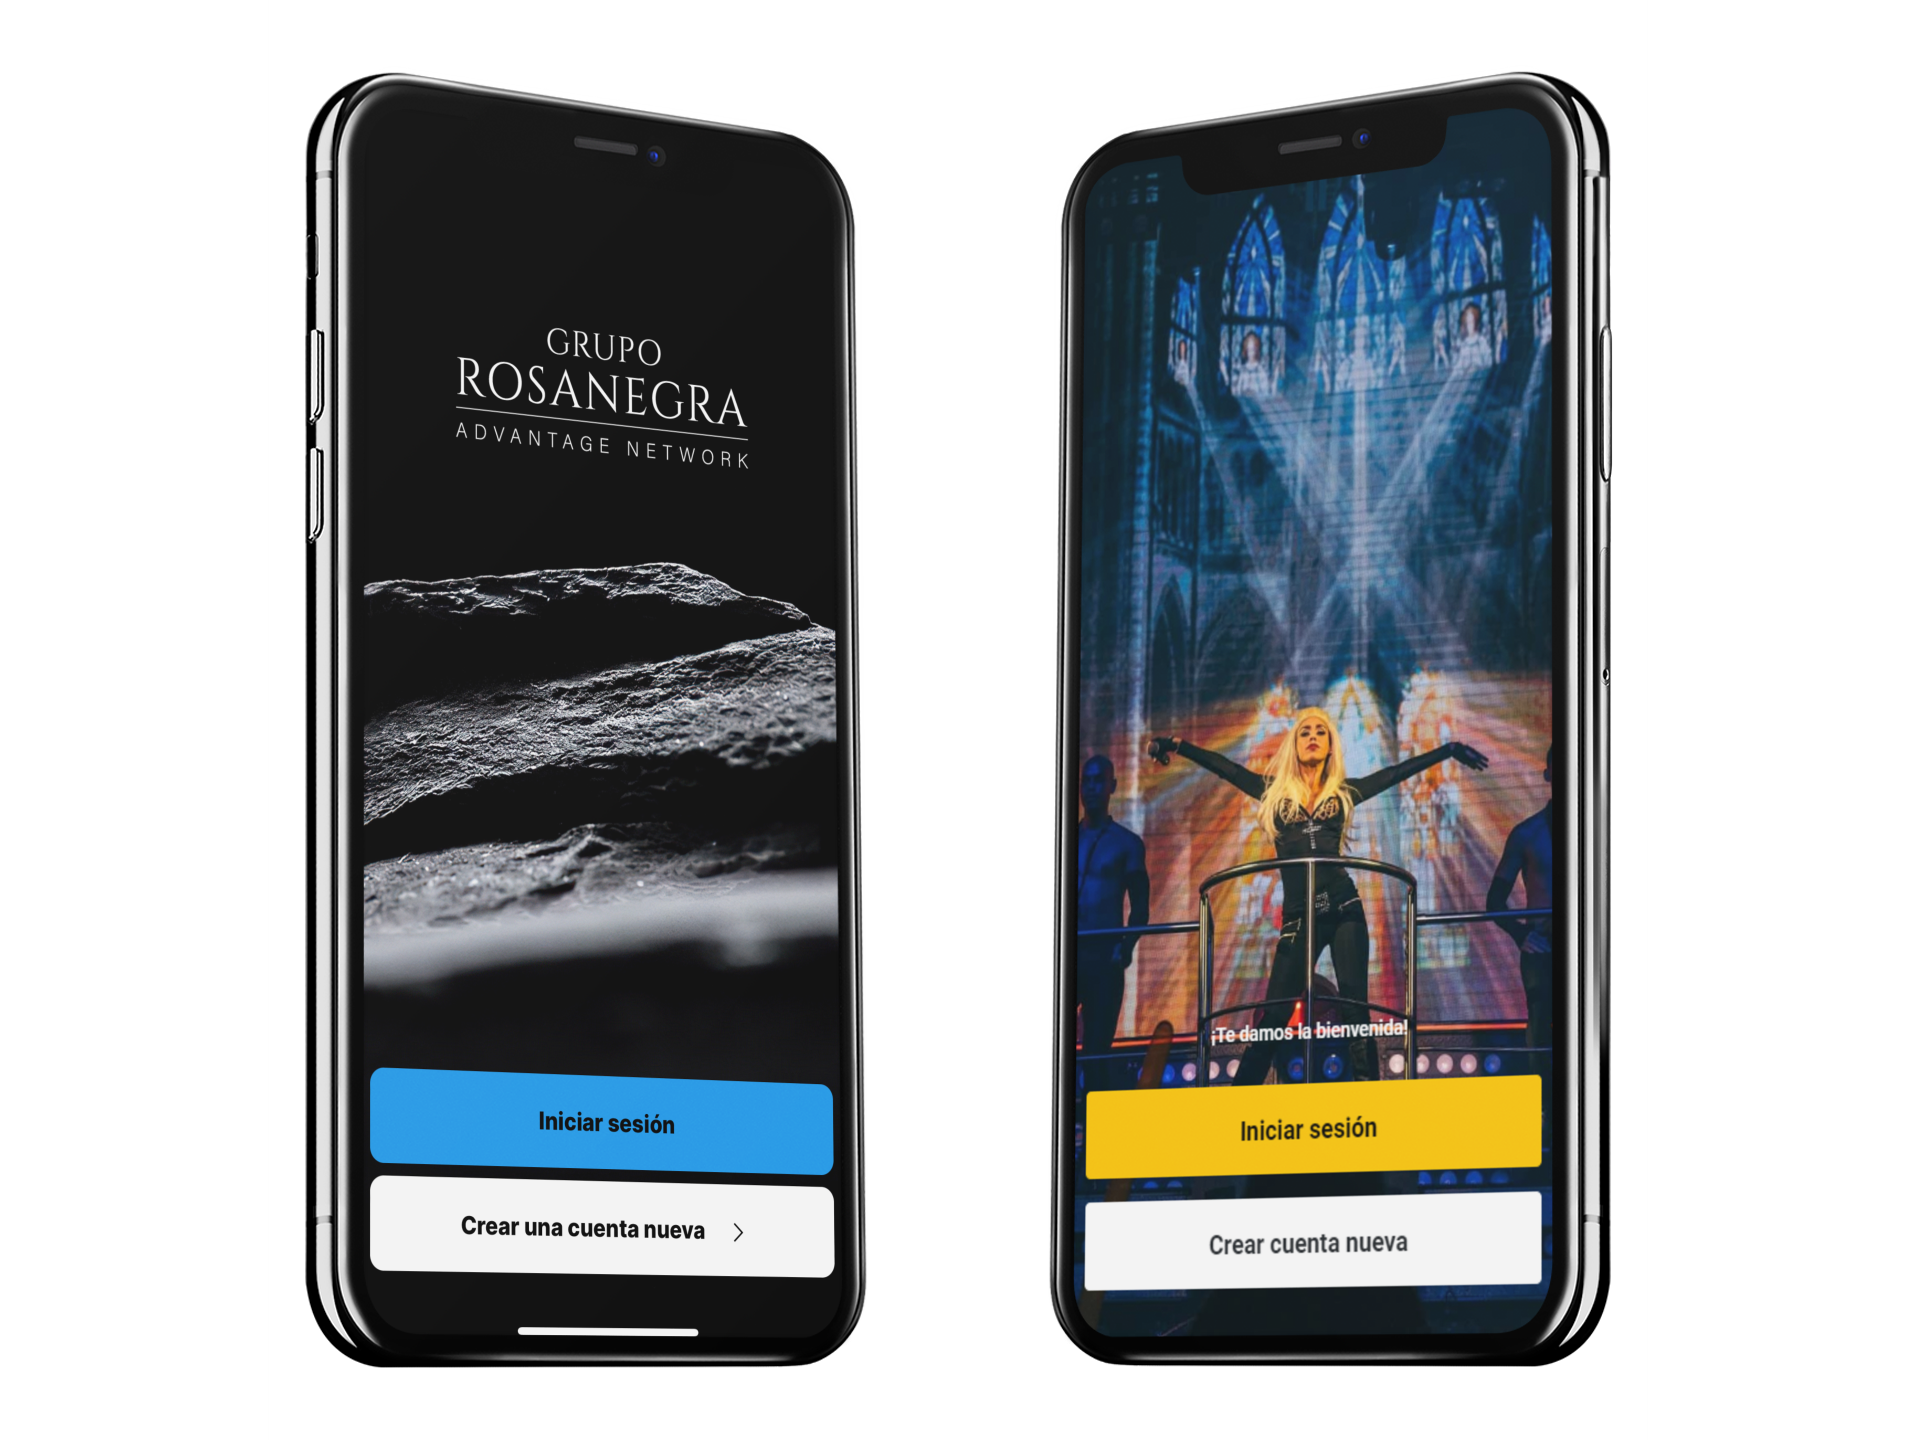 GRUPO
ROSANEGRA
ADVANTAGE NETWORK
Iniciar sesión
Crear una cuenta nueva
¡Te damos la bienvenida!
Iniciar sesión
Crear cuenta nueva